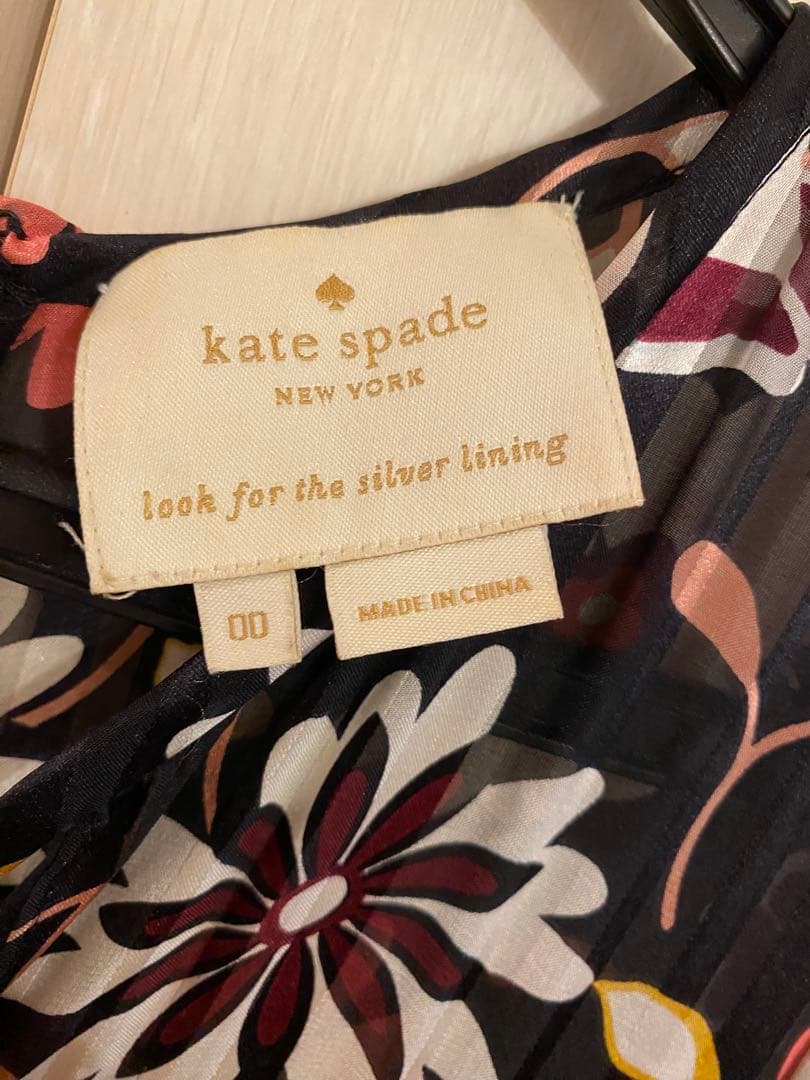 kate spade
NEW YORK
look for the silver lining
00
MADE IN CHINA